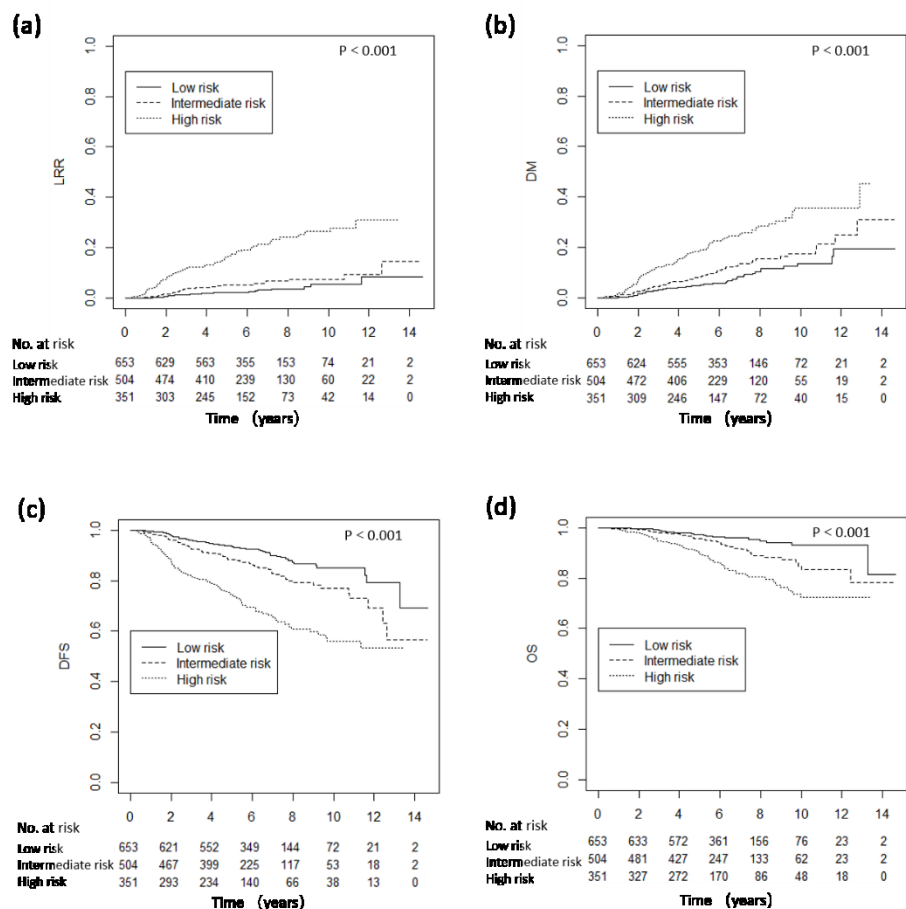 (a)
P < 0.001
Low risk
Intermediate risk
High risk
LRR
0.0 0.2 0.4 0.6 0.8 1.0
0 2 4 6 8 10 12 14
No. at risk
Low risk 653 629 563 355 153 74 21 2
Intermediate risk 504 474 410 239 130 60 22 2
High risk 351 303 245 152 73 42 14 0
Time (years)
(b)
P < 0.001
Low risk
Intermediate risk
High risk
DM
0.0 0.2 0.4 0.6 0.8 1.0
0 2 4 6 8 10 12 14
No. at risk
Low risk 653 624 555 353 146 72 21 2
Intermediate risk 504 472 406 229 120 55 19 2
High risk 351 309 246 147 72 40 15 0
Time (years)
(c)
P < 0.001
Low risk
Intermediate risk
High risk
DFS
0.0 0.2 0.4 0.6 0.8 1.0
0 2 4 6 8 10 12 14
No. at risk
Low risk 653 621 552 349 144 72 21 2
Intermediate risk 504 467 399 225 117 53 18 2
High risk 351 293 234 140 66 38 13 0
Time (years)
(d)
P < 0.001
Low risk
Intermediate risk
High risk
OS
0.0 0.2 0.4 0.6 0.8 1.0
0 2 4 6 8 10 12 14
No. at risk
Low risk 653 633 572 361 156 76 23 2
Intermediate risk 504 481 427 247 133 62 23 2
High risk 351 327 272 170 86 48 18 0
Time (years)